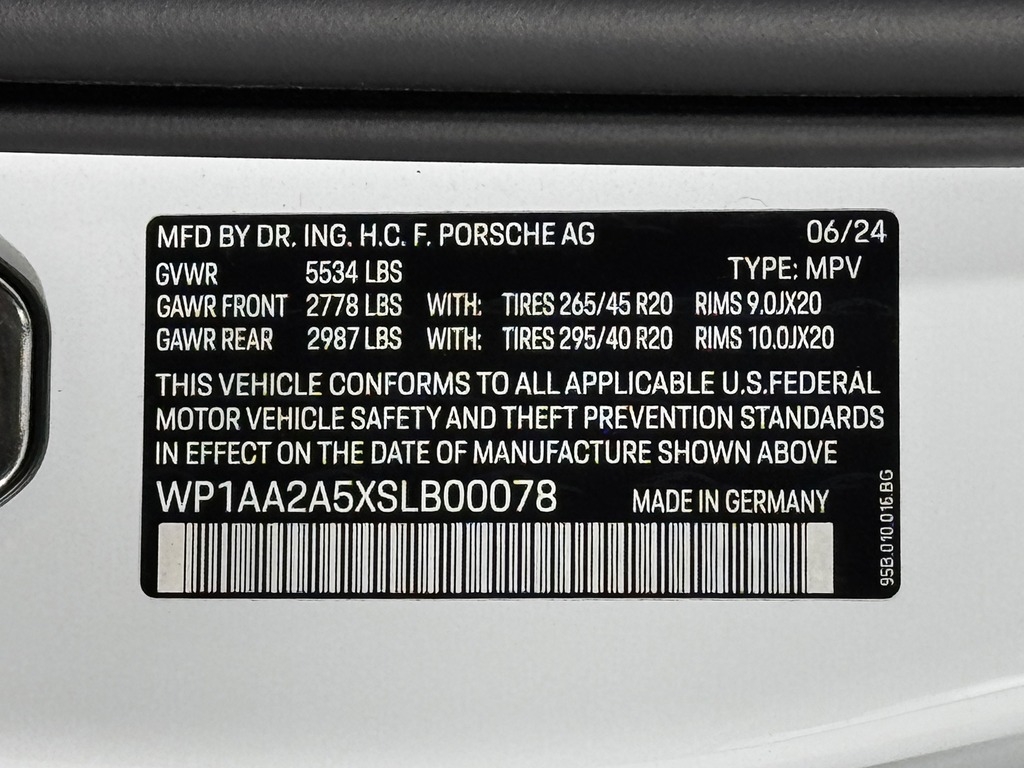 MFD BY DR. ING. H.C. F. PORSCHE AG 06/24
GVWR 5534 LBS TYPE: MPV
GAWR FRONT 2778 LBS WITH: TIRES 265/45 R20 RIMS 9.0JX20
GAWR REAR 2987 LBS WITH: TIRES 295/40 R20 RIMS 10.0JX20
THIS VEHICLE CONFORMS TO ALL APPLICABLE U.S.FEDERAL
MOTOR VEHICLE SAFETY AND THEFT PREVENTION STANDARDS
IN EFFECT ON THE DATE OF MANUFACTURE SHOWN ABOVE
WP1AA2A5XSLB00078 MADE IN GERMANY
95B.010.016.BG